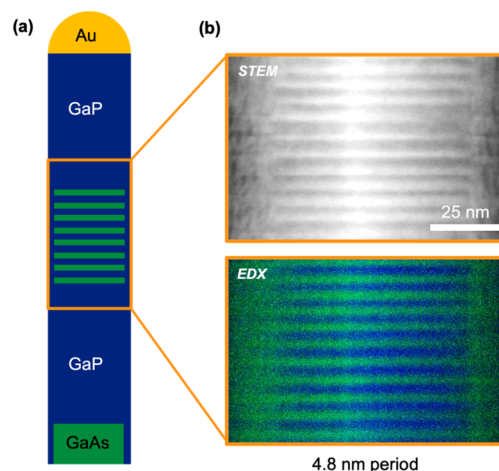 (a)
Au
GaP
GaP
GaAs
(b)
STEM
25 nm
EDX
4.8 nm period